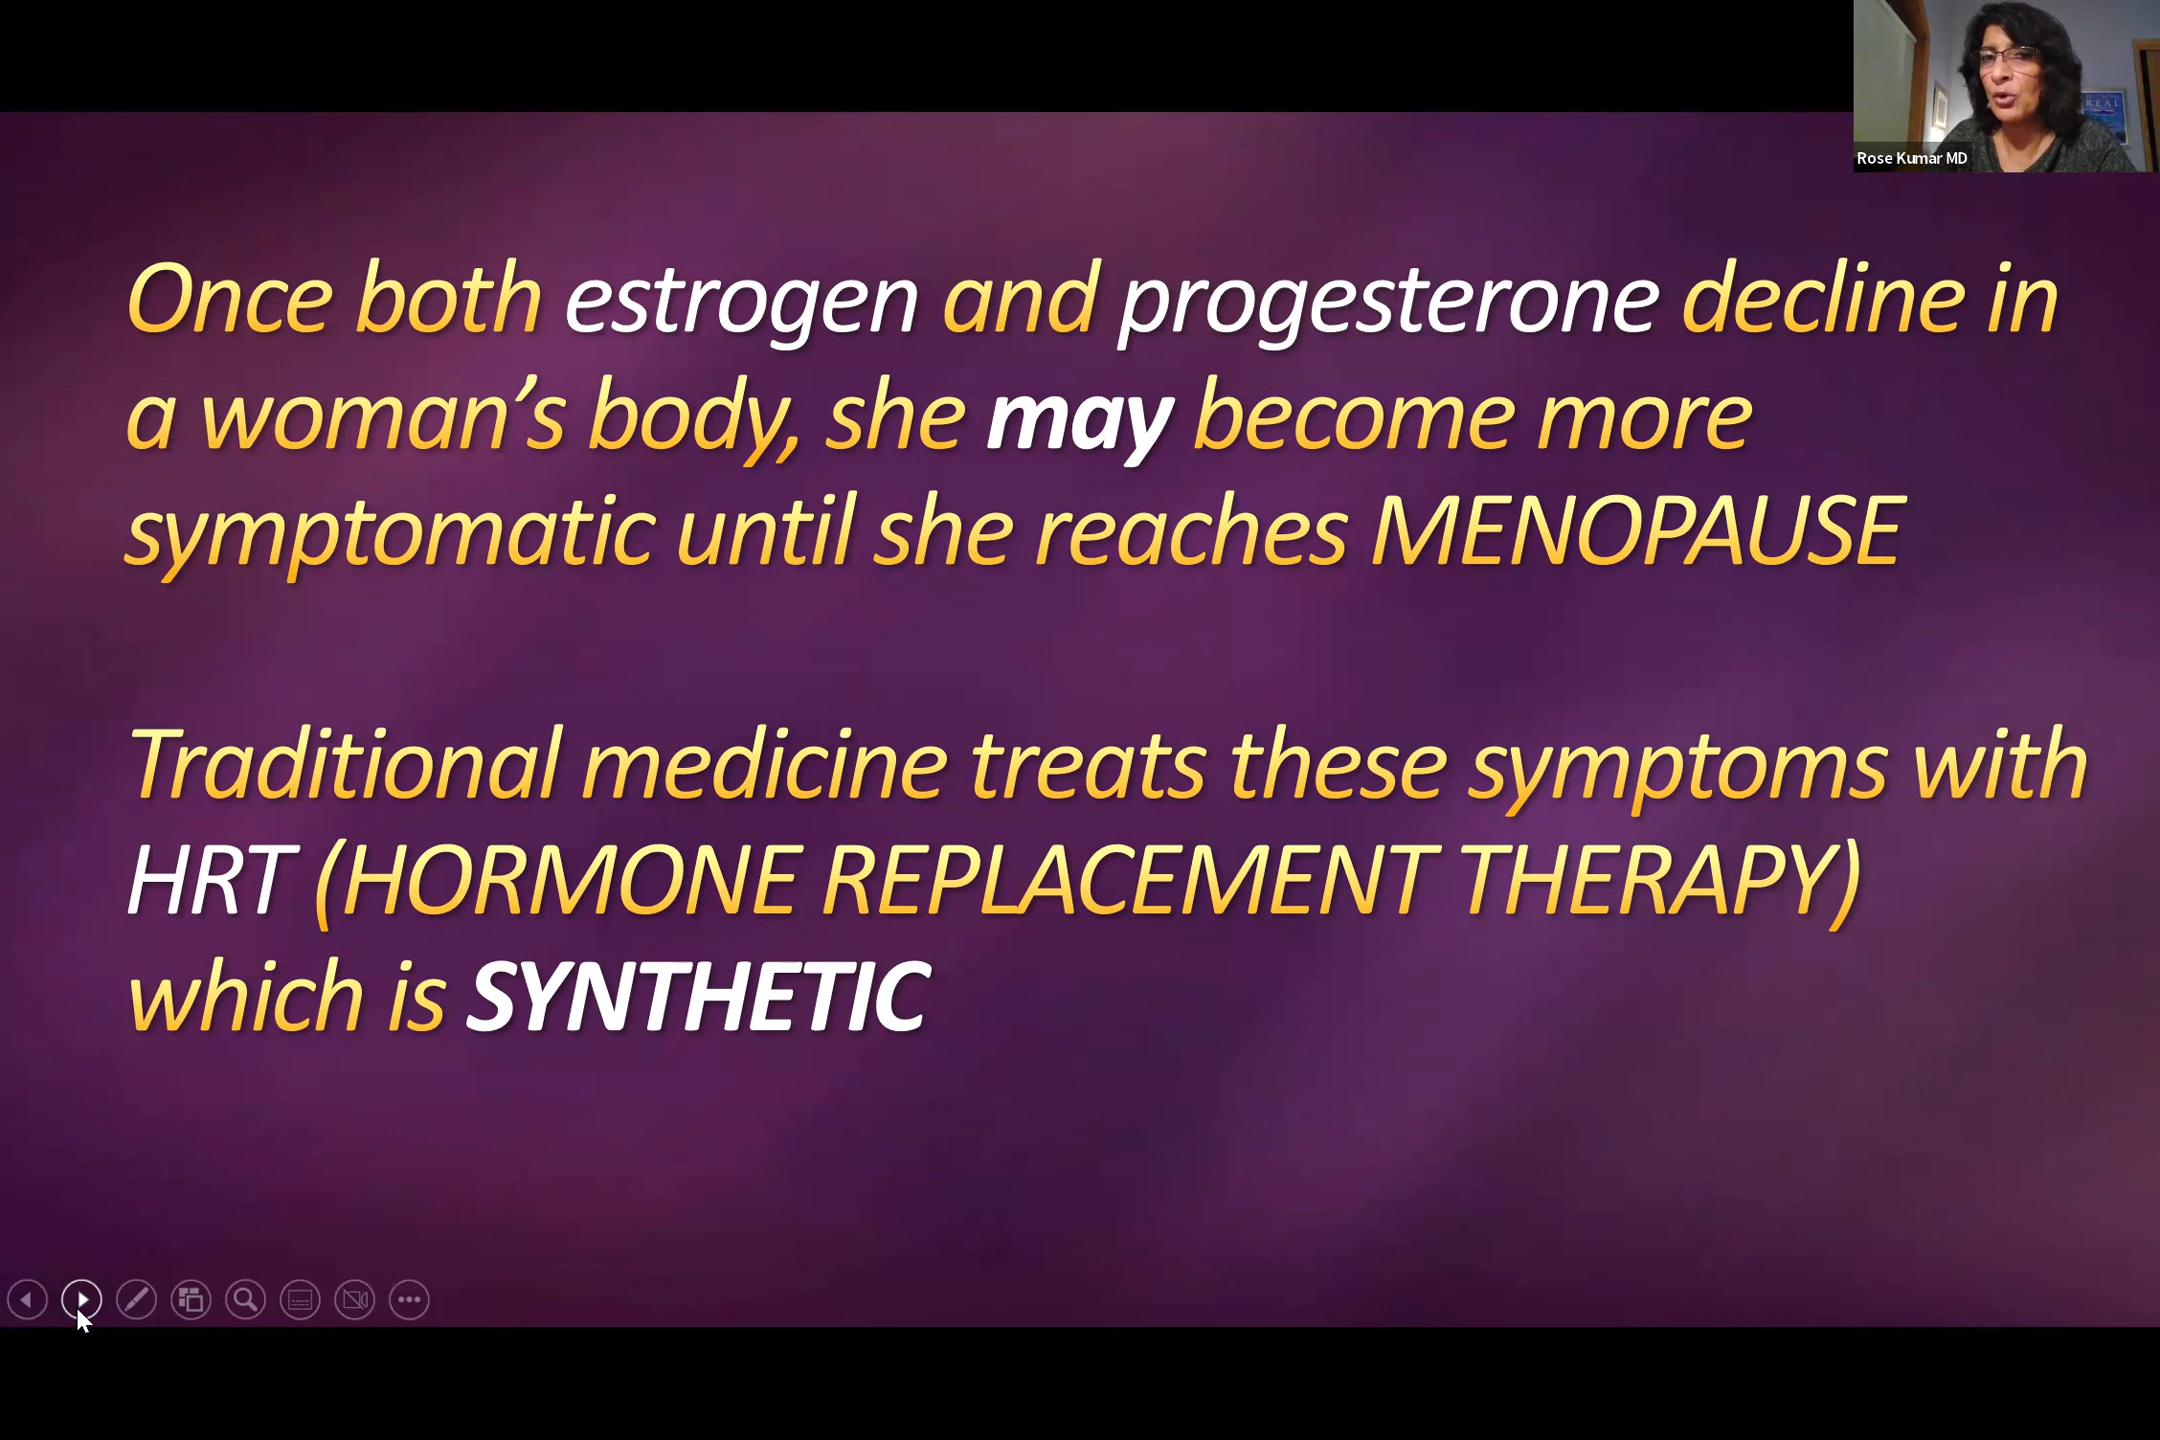 REAL
Rose Kumar MD
Once both estrogen and progesterone decline in
a woman’s body, she may become more
symptomatic until she reaches MENOPAUSE
Traditional medicine treats these symptoms with
HRT (HORMONE REPLACEMENT THERAPY)
which is SYNTHETIC